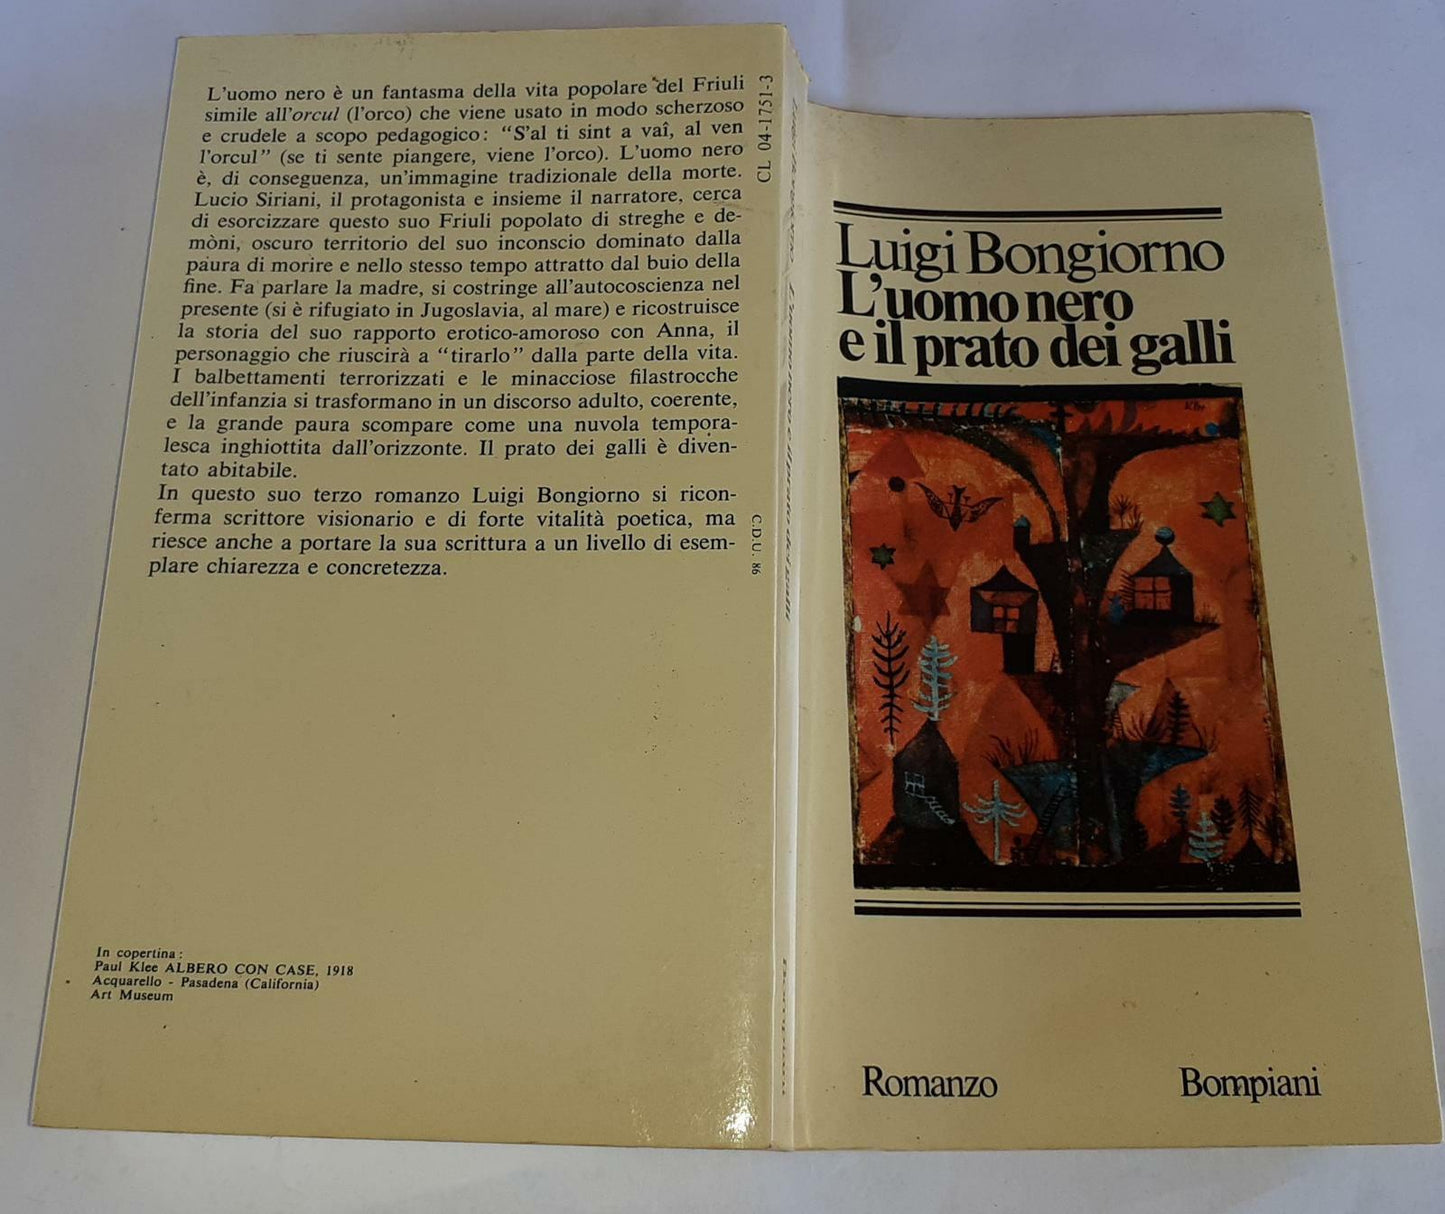 L'uomo nero è un fantasma della vita popolare del Friuli
simile all'orcul (l'orco) che viene usato in modo scherzoso
e crudele a scopo pedagogico: "S'al ti sint a vaî, al ven
l'orcul" (se ti sente piangere, viene l'orco). L'uomo nero
è, di conseguenza, un'immagine tradizionale della morte.
Lucio Siriani, il protagonista e insieme il narratore, cerca
di esorcizzare questo suo Friuli popolato di streghe e de-
mòni, oscuro territorio del suo inconscio dominato dalla
paura di morire e nello stesso tempo attratto dal buio della
fine. Fa parlare la madre, si costringe all'autocoscienza nel
presente (si è rifugiato in Jugoslavia, al mare) e ricostruisce
la storia del suo rapporto erotico-amoroso con Anna, il
personaggio che riuscirà a "tirarlo" dalla parte della vita.
I balbettamenti terrorizzati e le minacciose filastrocche
dell'infanzia si trasformano in un discorso adulto, coerente,
e la grande paura scompare come una nuvola tempora-
lesca inghiottita dall'orizzonte. Il prato dei galli è diven-
tato abitabile.
In questo suo terzo romanzo Luigi Bongiorno si ricon-
ferma scrittore visionario e di forte vitalità poetica, ma
riesce anche a portare la sua scrittura a un livello di esem-
plare chiarezza e concretezza.
In copertina:
Paul Klee ALBERO CON CASE, 1918
Acquarello - Pasadena (California)
Art Museum
CL 04-1751-3
C.D.U. 86
Luigi Bongiorno L'uomo nero e il prato dei galli
Bompiani
Luigi Bongiorno
L'uomo nero
e il prato dei galli
Klee
Romanzo
Bompiani